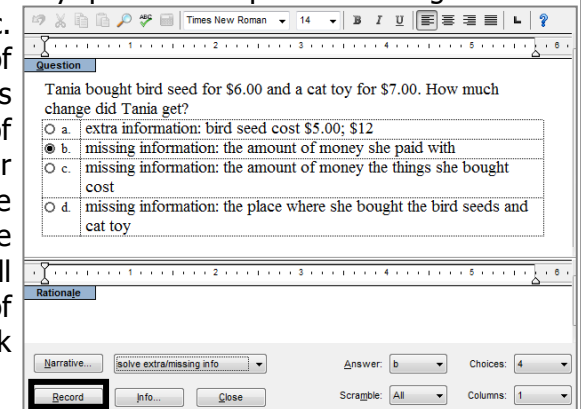 Times New Roman 14 B I U L ?
c.
of
s
of
r
e
e
ll
of
k
1 2 3 4 5 6
Question
Tania bought bird seed for $6.00 and a cat toy for $7.00. How much
change did Tania get?
a. extra information: bird seed cost $5.00; $12
b. missing information: the amount of money she paid with
c. missing information: the amount of money the things she bought
cost
d. missing information: the place where she bought the bird seeds and
cat toy
1 2 3 4 5 6
Rationale
Narrative... solve extra/missing info Answer: b Choices: 4
Record Info... Close Scramble: All Columns: 1